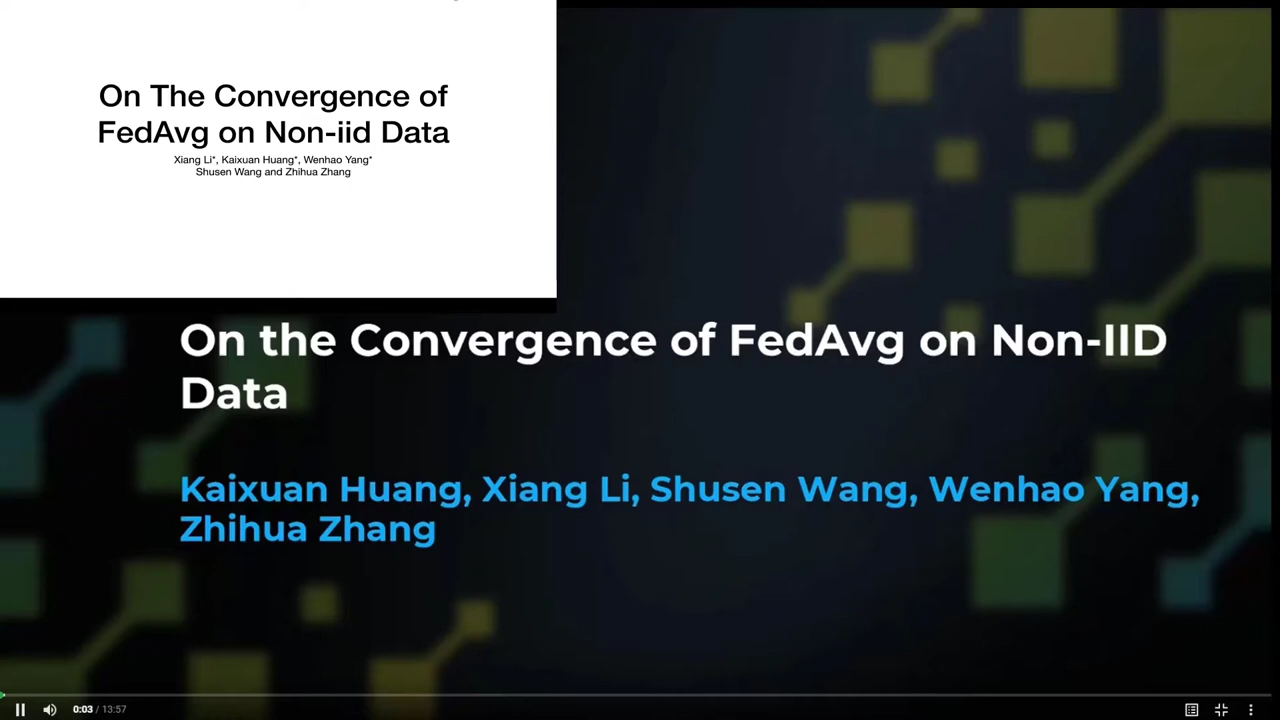 On The Convergence of
FedAvg on Non-iid Data
Xiang Li*, Kaixuan Huang*, Wenhao Yang*
Shusen Wang and Zhihua Zhang
On the Convergence of FedAvg on Non-IID
Data
Kaixuan Huang, Xiang Li, Shusen Wang, Wenhao Yang,
Zhihua Zhang
0:03 / 13:57